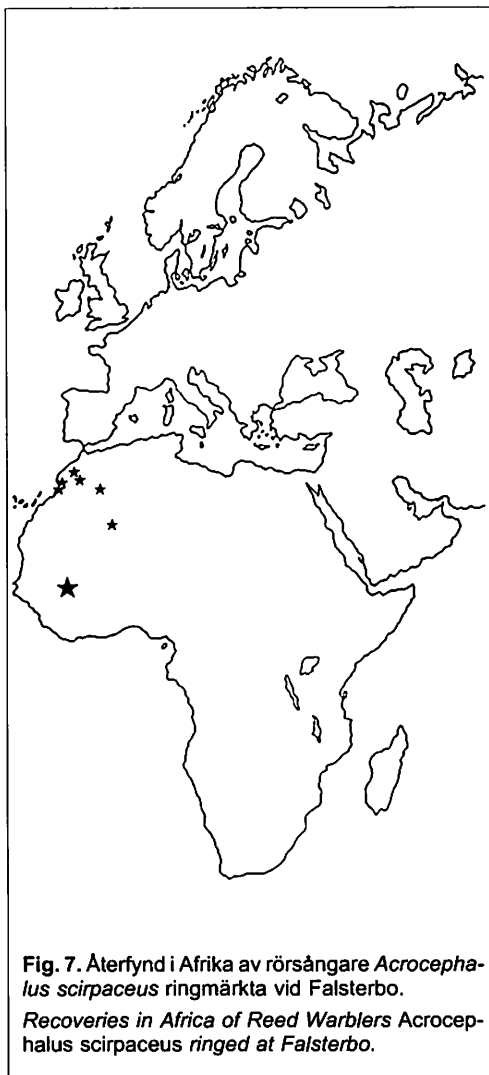 Fig. 7. Återfynd i Afrika av rörsångare Acrocepha-
lus scirpaceus ringmärkta vid Falsterbo.
Recoveries in Africa of Reed Warblers Acrocep-
halus scirpaceus ringed at Falsterbo.